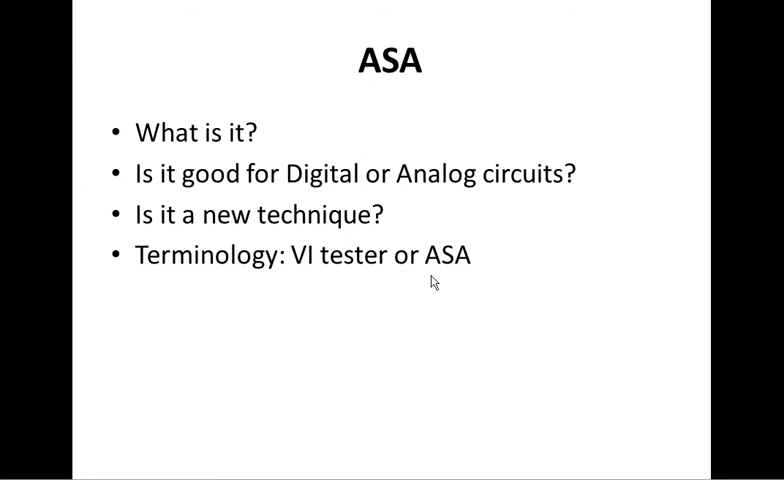 ASA
• What is it?
• Is it good for Digital or Analog circuits?
• Is it a new technique?
• Terminology: VI tester or ASA